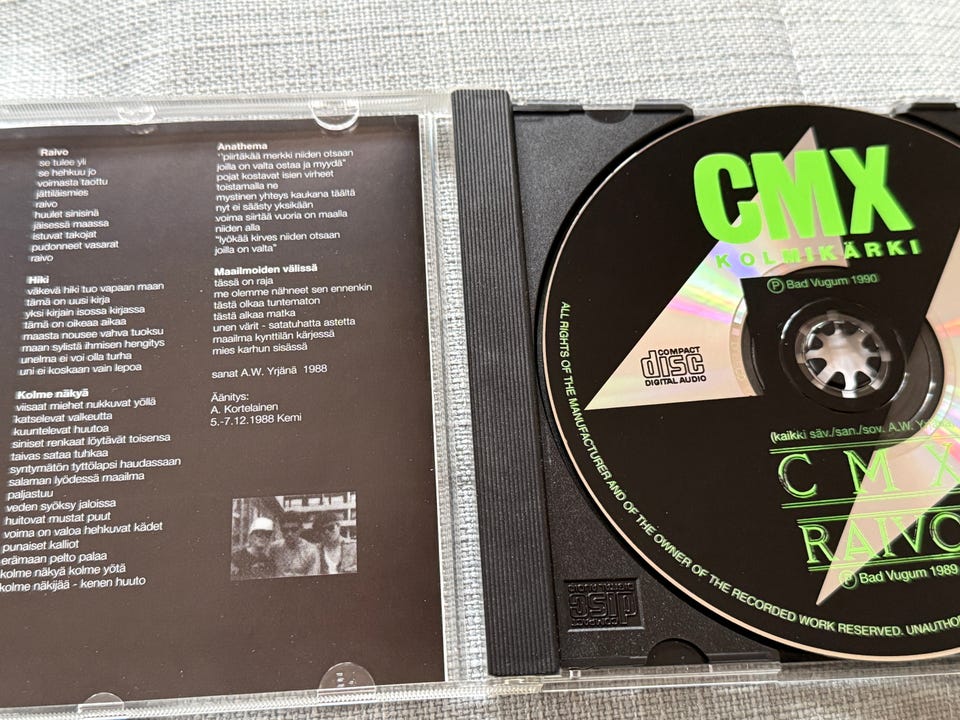 Raivo
se tulee yli
se hehkuu jo
voimasta taottu
jättiläismies
raivo
huulet sinisinä
jäisessä maassa
istuvat takojat
pudonneet vasarat
raivo
Hiki
väkevä hiki tuo vapaan maan
tämä on uusi kirja
yksi kirjain isossa kirjassa
tämä on oikeaa aikaa
maasta nousee vahva tuoksu
maan sylistä ihmisen hengitys
unelma ei voi olla turha
uni ei koskaan vain lepoa
Kolme näkyä
viisaat miehet nukkuvat yöllä
katselevat valkeutta
kuuntelevat huutoa
siniset renkaat löytävät toisensa
taivas sataa tuhkaa
syntymätön tyttölapsi haudassaan
salaman lyödessä maailma
paljastuu
veden syöksy jaloissa
huitovat mustat puut
voima on valoa hehkuvat kädet
punaiset kalliot
erämaan pelto palaa
kolme näkyä kolme yötä
kolme näkijää - kenen huuto
Anathema
"piirtäkää merkki niiden otsaan
joilla on valta ostaa ja myydä"
pojat kostavat isien virheet
toistamalla ne
mystinen yhteys kaukana täältä
nyt ei säästy yksikään
voima siirtää vuoria on maalla
niiden alla
"lyökää kirves niiden otsaan
joilla on valta"
Maailmoiden välissä
tässä on raja
me olemme nähneet sen ennenkin
tästä olkaa tuntematon
tästä alkaa matka
unen värit - satatuhatta astetta
maailma kynttilän kärjessä
mies karhun sisässä
sanat A.W. Yrjänä 1988
Äänitys:
A. Kortelainen
5.-7.12.1988 Kemi
CMX
KOLMIKÄRKI
Ⓟ Bad Vugum 1990
COMPACT
disc
DIGITAL AUDIO
(kaikki säv./san./sov. A.W.
CMX
RAIVO
Ⓟ Bad Vugum 1989
ALL RIGHTS OF THE MANUFACTURER AND OF THE OWNER OF THE RECORDED WORK RESERVED.
COMPACT
disc
DIGITAL AUDIO